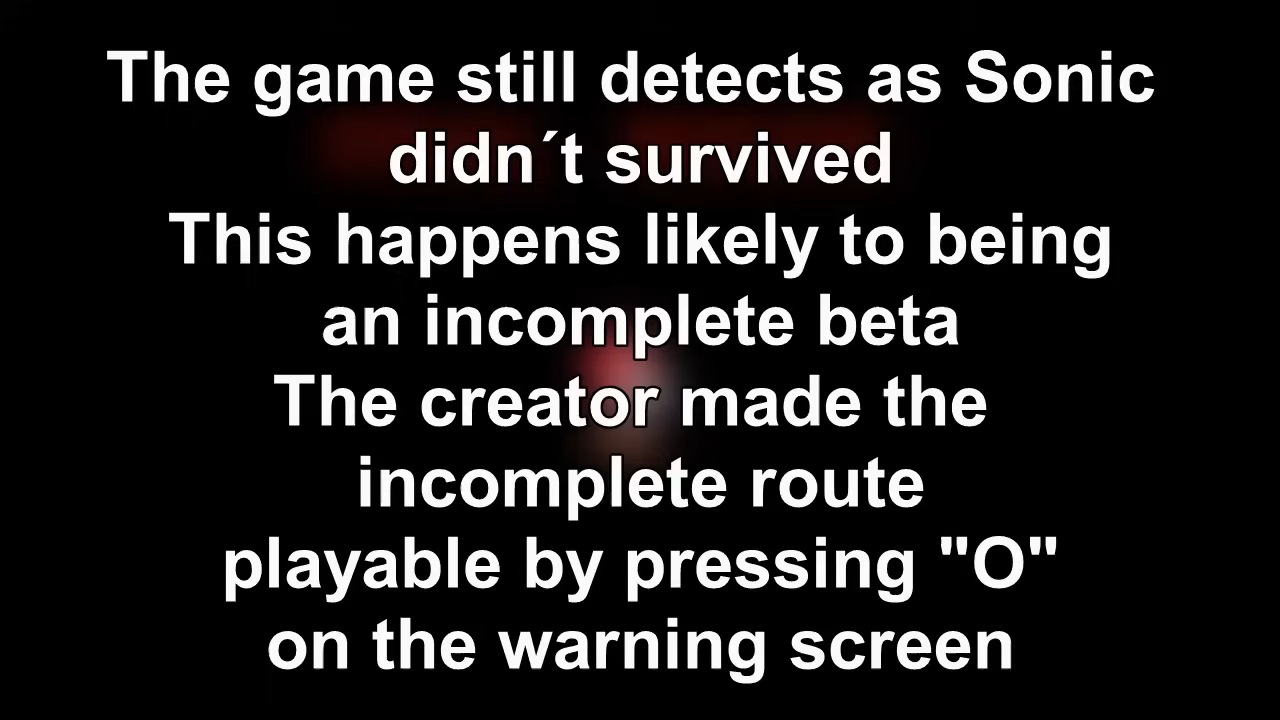 The game still detects as Sonic
didn´t survived
This happens likely to being
an incomplete beta
The creator made the
incomplete route
playable by pressing "O"
on the warning screen